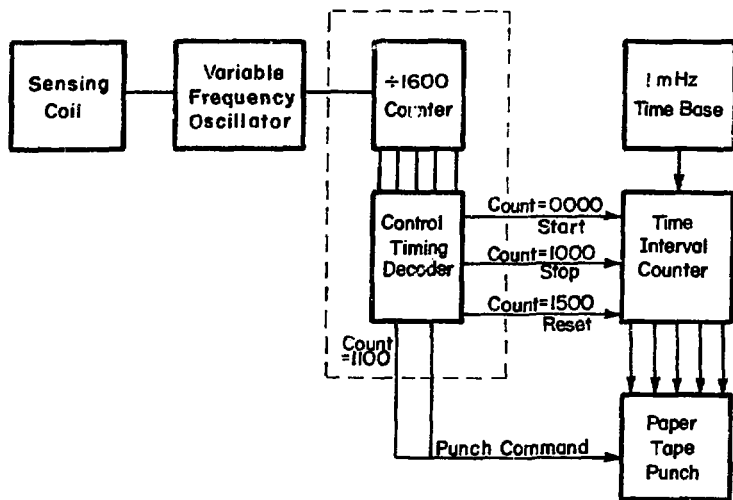 Sensing
Coil
Variable
Frequency
Oscillator
÷1600
Counter
1 mHz
Time Base
Control
Timing
Decoder
Count=0000
Start
Count=1000
Stop
Count=1500
Reset
Time
Interval
Counter
Count
=1100
Punch Command
Paper
Tape
Punch